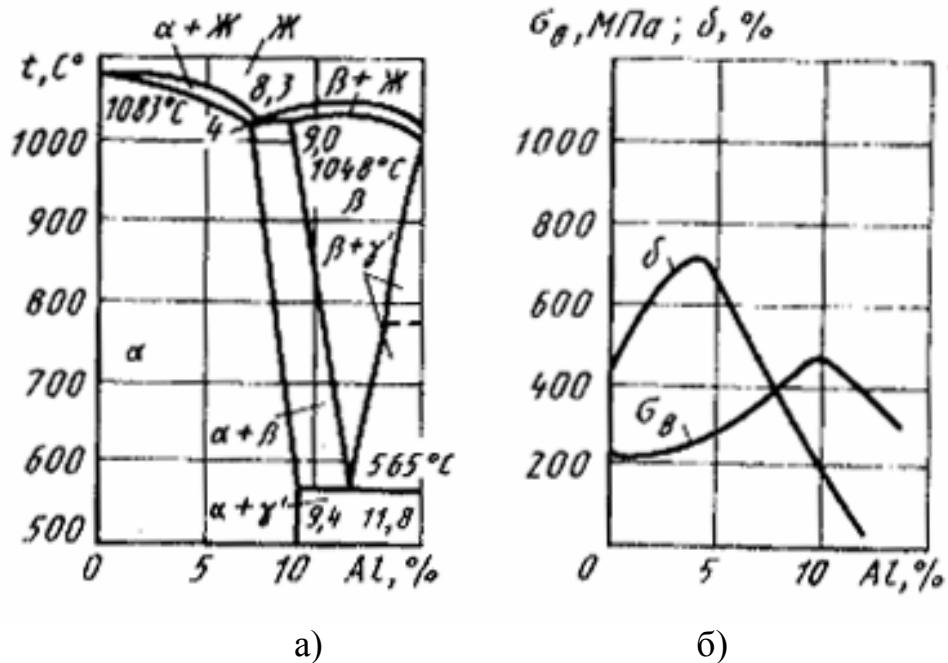 α + Ж
Ж
t, C°
8,3
β + Ж
1083°C
4
1000
9,0
1048°C
β
900
β + γ'
800
α
700
α + β
600
565°C
α + γ'
9,4
11,8
500
0
5
10
Al, %
а)
σв, МПа ; δ, %
1000
800
δ
600
400
σв
200
0
5
10
Al, %
б)